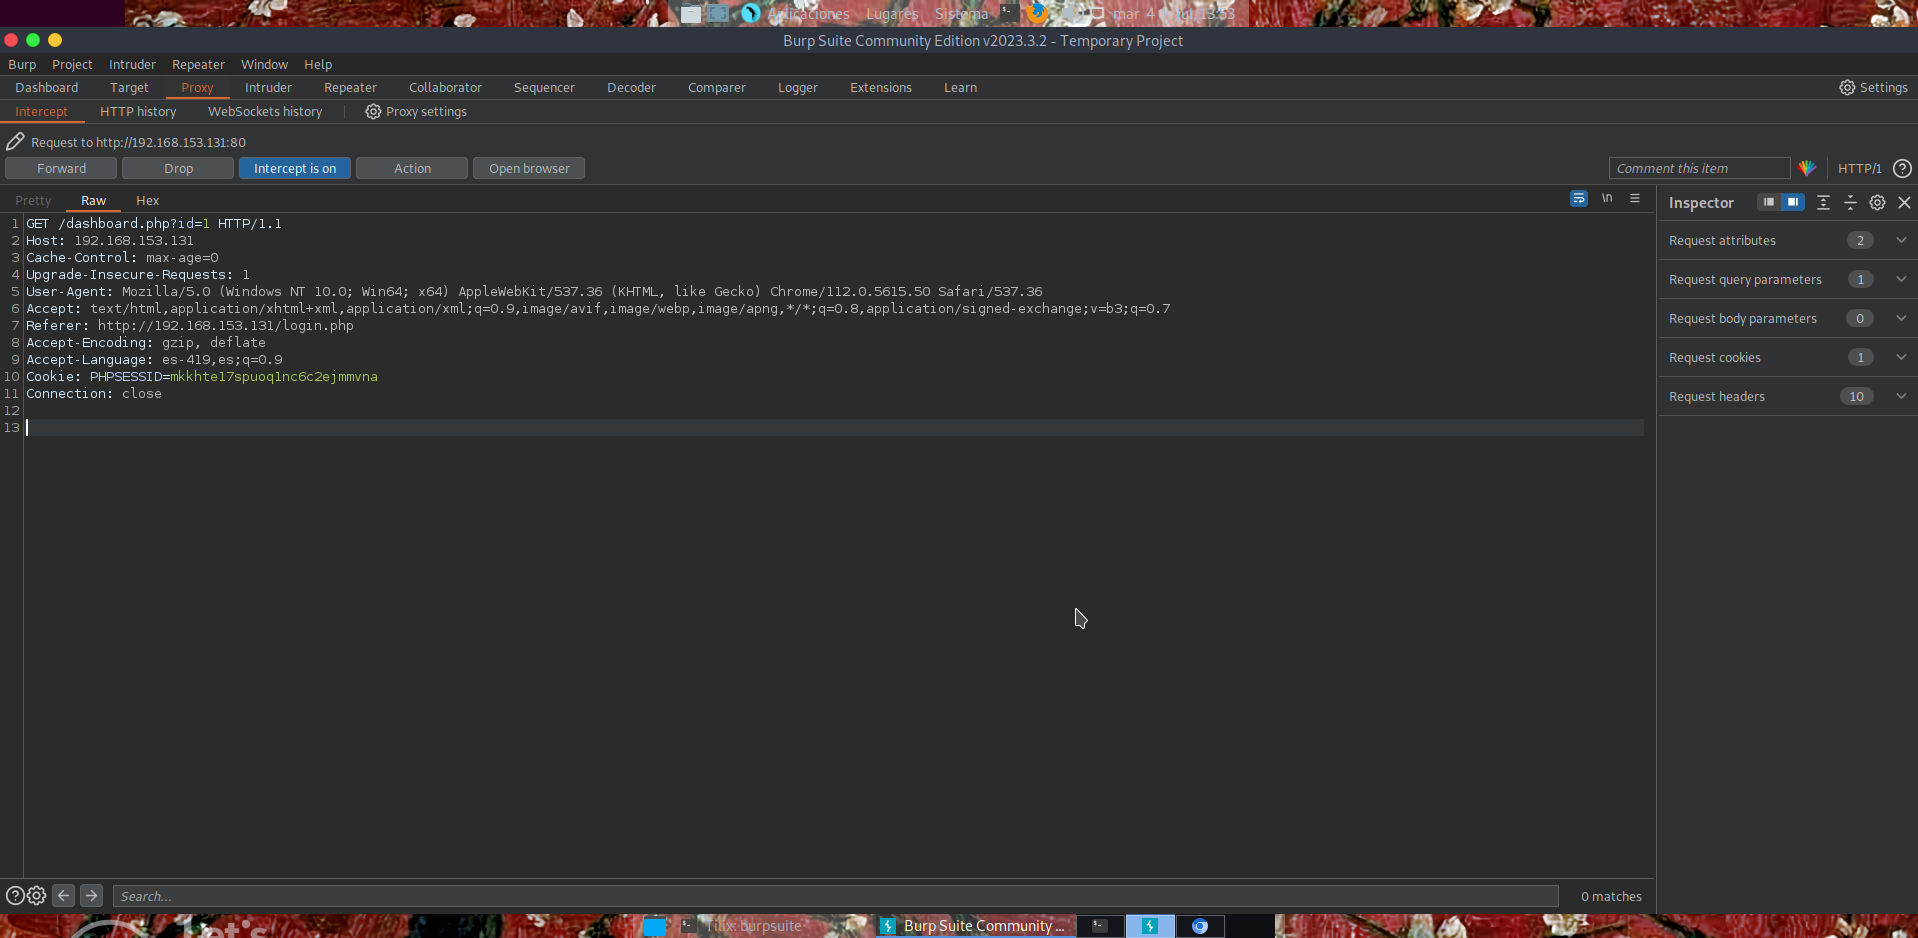 Aplicaciones Lugares Sistema mar 4 jul, 13:53
Burp Suite Community Edition v2023.3.2 - Temporary Project
Burp Project Intruder Repeater Window Help
Dashboard Target Proxy Intruder Repeater Collaborator Sequencer Decoder Comparer Logger Extensions Learn Settings
Intercept HTTP history WebSockets history Proxy settings
Request to http://192.168.153.131:80
Forward Drop Intercept is on Action Open browser Comment this item HTTP/1
Pretty Raw Hex \n Inspector
1 GET /dashboard.php?id=1 HTTP/1.1
2 Host: 192.168.153.131
3 Cache-Control: max-age=0
4 Upgrade-Insecure-Requests: 1
5 User-Agent: Mozilla/5.0 (Windows NT 10.0; Win64; x64) AppleWebKit/537.36 (KHTML, like Gecko) Chrome/112.0.5615.50 Safari/537.36
6 Accept: text/html,application/xhtml+xml,application/xml;q=0.9,image/avif,image/webp,image/apng,*/*;q=0.8,application/signed-exchange;v=b3;q=0.7
7 Referer: http://192.168.153.131/login.php
8 Accept-Encoding: gzip, deflate
9 Accept-Language: es-419,es;q=0.9
10 Cookie: PHPSESSID=mkkhte17spuoq1nc6c2ejmmvna
11 Connection: close
12
13
Request attributes 2
Request query parameters 1
Request body parameters 0
Request cookies 1
Request headers 10
Search... 0 matches
Let's
Tilix: burpsuite Burp Suite Community ...